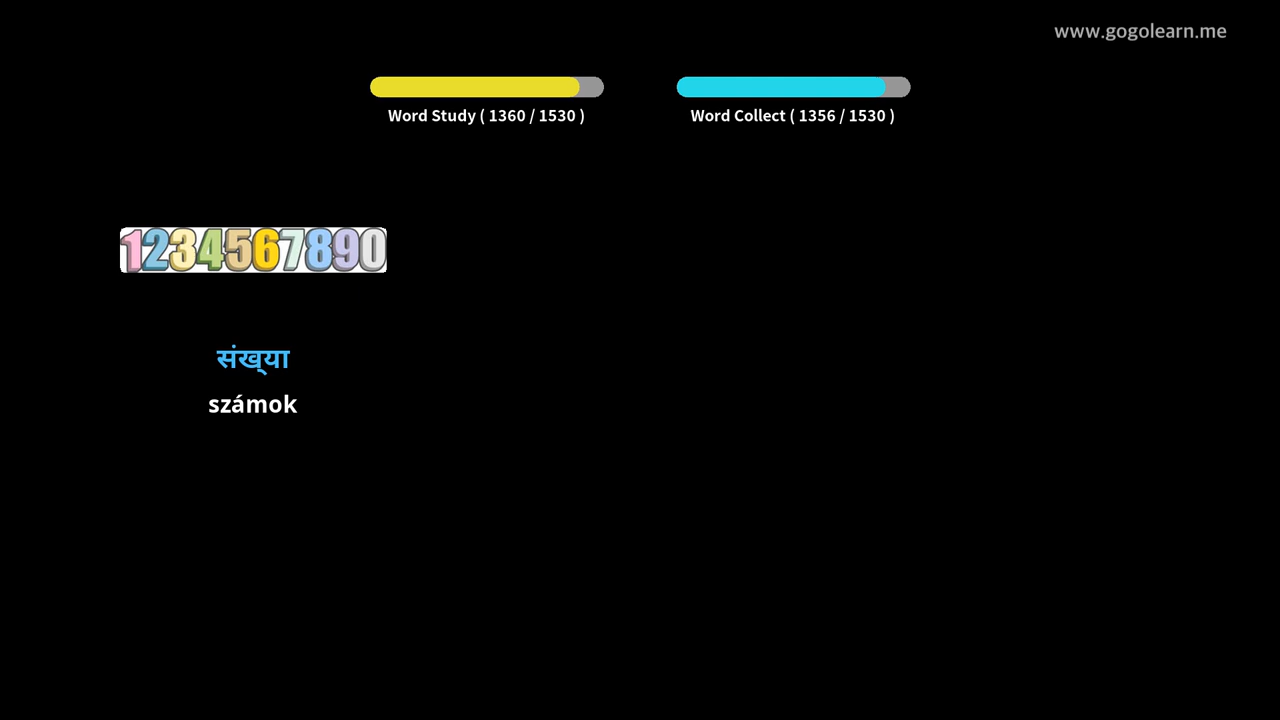 www.gogolearn.me
Word Study ( 1360 / 1530 )
Word Collect ( 1356 / 1530 )
1234567890
संख्या
számok